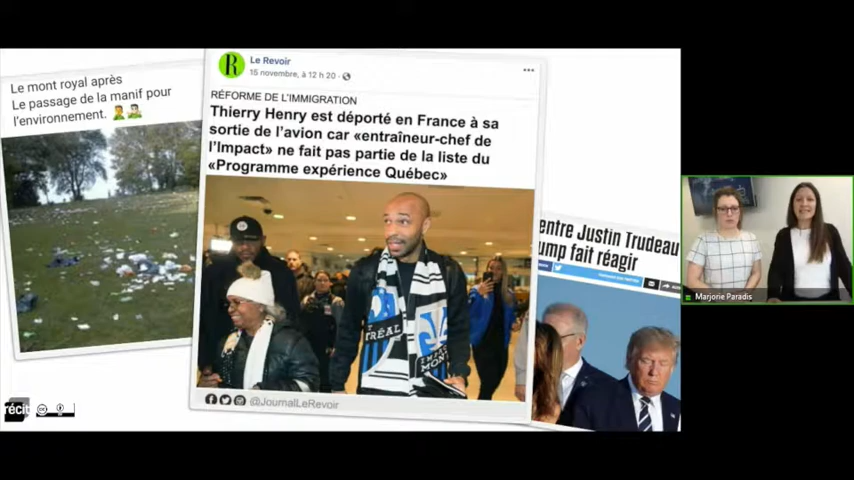 Le mont royal après
Le passage de la manif pour
l'environnement.
Le Revoir
15 novembre, à 12 h 20
RÉFORME DE L'IMMIGRATION
Thierry Henry est déporté en France à sa
sortie de l'avion car «entraîneur-chef de
l'Impact» ne fait pas partie de la liste du
«Programme expérience Québec»
TRÉAL
@JournalLeRevoir
entre Justin Trudeau
ump fait réagir
récit
Marjorie Paradis